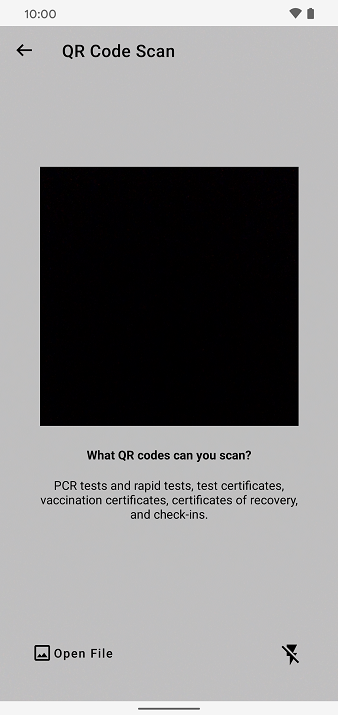 10:00
QR Code Scan
What QR codes can you scan?
PCR tests and rapid tests, test certificates,
vaccination certificates, certificates of recovery,
and check-ins.
Open File